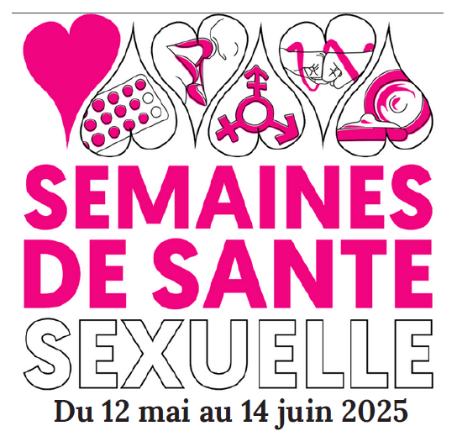 SEMAINES
DE SANTE
SEXUELLE
Du 12 mai au 14 juin 2025